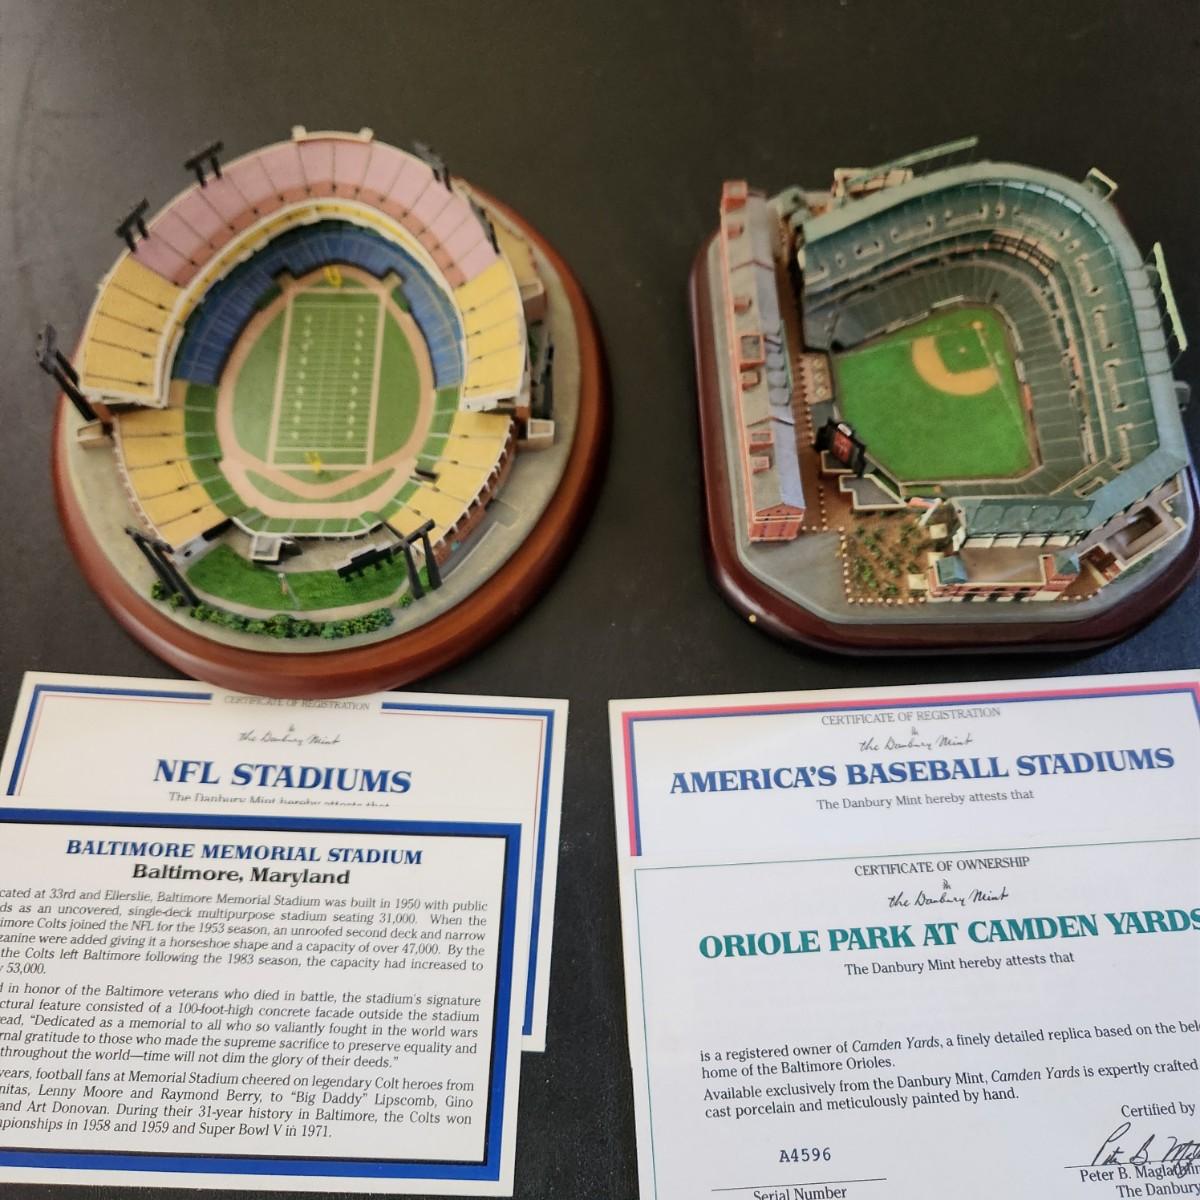 CERTIFICATE OF REGISTRATION
the Danbury Mint
NFL STADIUMS
The Danbury Mint hereby attests that
BALTIMORE MEMORIAL STADIUM
Baltimore, Maryland
cated at 33rd and Ellerslie, Baltimore Memorial Stadium was built in 1950 with public
ds as an uncovered, single-deck multipurpose stadium seating 31,000. When the
imore Colts joined the NFL for the 1953 season, an unroofed second deck and narrow
zanine were added giving it a horseshoe shape and a capacity of over 47,000. By the
the Colts left Baltimore following the 1983 season, the capacity had increased to
y 53,000.
d in honor of the Baltimore veterans who died in battle, the stadium's signature
ctural feature consisted of a 100-foot-high concrete facade outside the stadium
ead, "Dedicated as a memorial to all who so valiantly fought in the world wars
rnal gratitude to those who made the supreme sacrifice to preserve equality and
throughout the world—time will not dim the glory of their deeds."
years, football fans at Memorial Stadium cheered on legendary Colt heroes from
nitas, Lenny Moore and Raymond Berry, to "Big Daddy" Lipscomb, Gino
and Art Donovan. During their 31-year history in Baltimore, the Colts won
pionships in 1958 and 1959 and Super Bowl V in 1971.
CERTIFICATE OF REGISTRATION
the Danbury Mint
AMERICA'S BASEBALL STADIUMS
The Danbury Mint hereby attests that
CERTIFICATE OF OWNERSHIP
the Danbury Mint
ORIOLE PARK AT CAMDEN YARDS
The Danbury Mint hereby attests that
is a registered owner of Camden Yards, a finely detailed replica based on the bel
home of the Baltimore Orioles.
Available exclusively from the Danbury Mint, Camden Yards is expertly crafted
cast porcelain and meticulously painted by hand.
Certified by
A4596
Serial Number
Peter B. Maglathlin
The Danbury